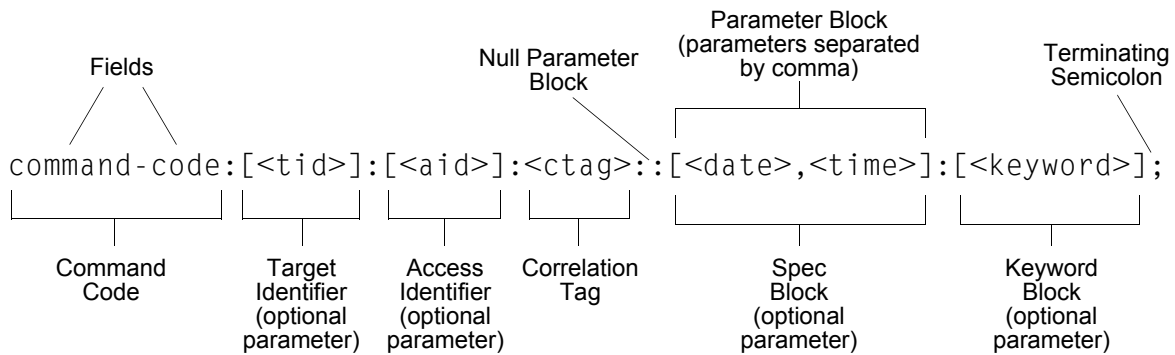 Parameter Block
(parameters separated
by comma)
Fields
Null Parameter
Block
Terminating
Semicolon
command-code:[<tid>]:[<aid>]:<ctag>::[<date>,<time>]:[<keyword>];
Command
Code
Target
Identifier
(optional
parameter)
Access
Identifier
(optional
parameter)
Correlation
Tag
Spec
Block
(optional
parameter)
Keyword
Block
(optional
parameter)